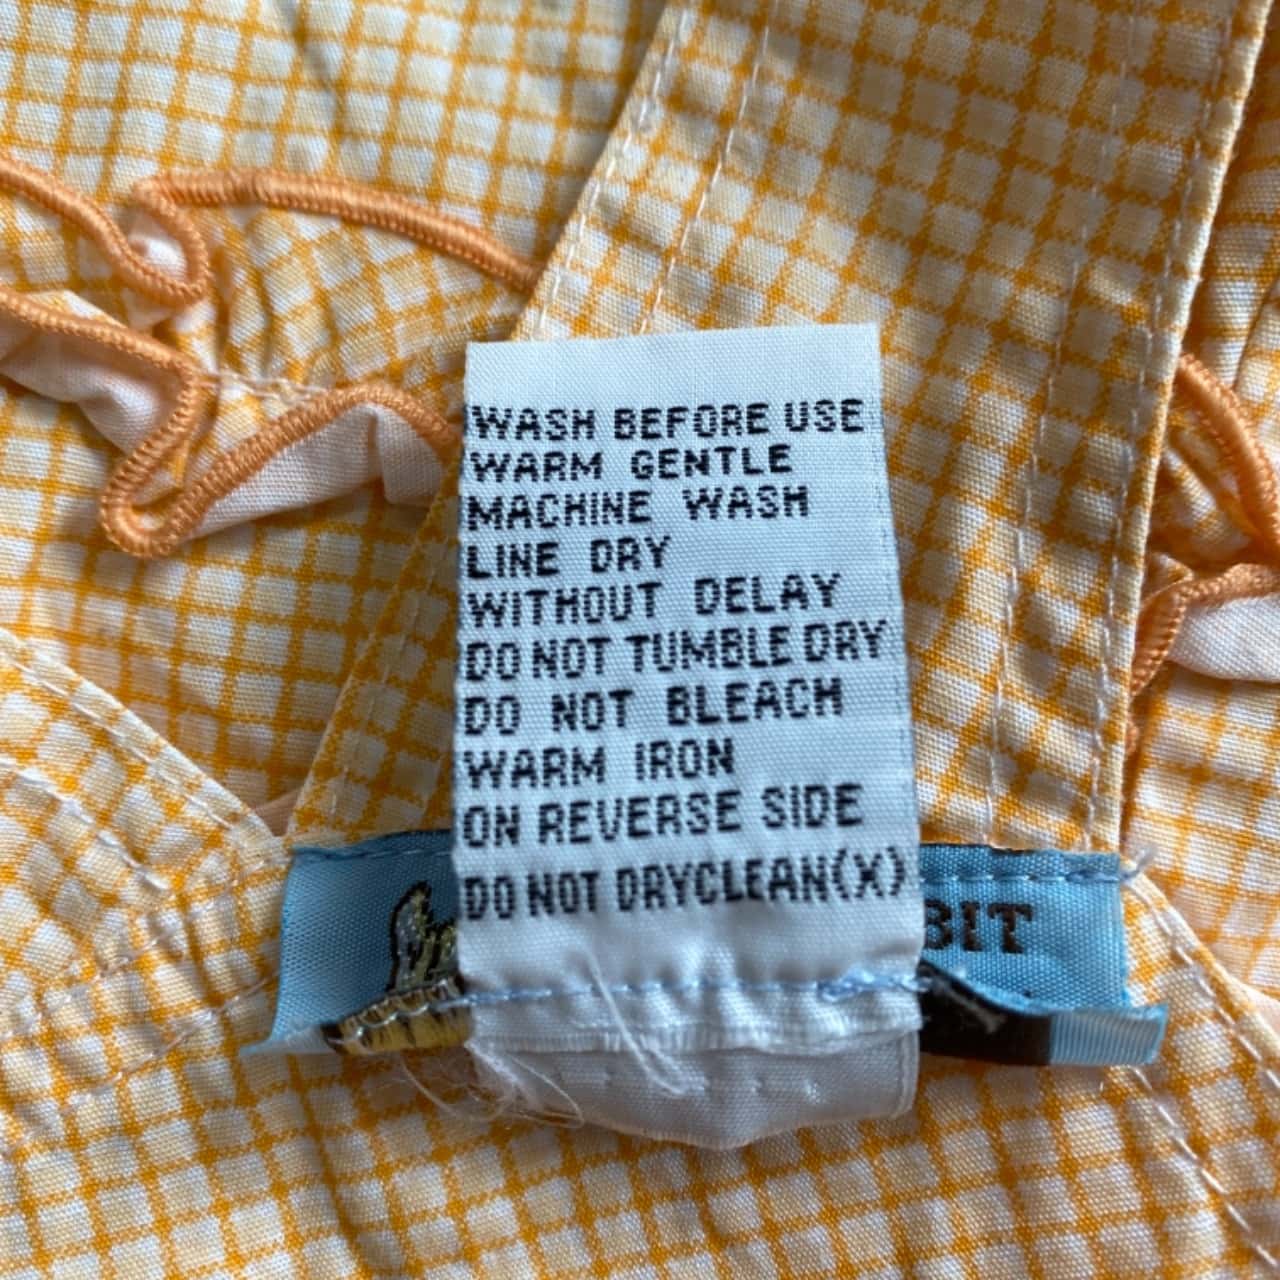 WASH BEFORE USE
WARM GENTLE
MACHINE WASH
LINE DRY
WITHOUT DELAY
DO NOT TUMBLE DRY
DO NOT BLEACH
WARM IRON
ON REVERSE SIDE
DO NOT DRYCLEAN(X)
BIT